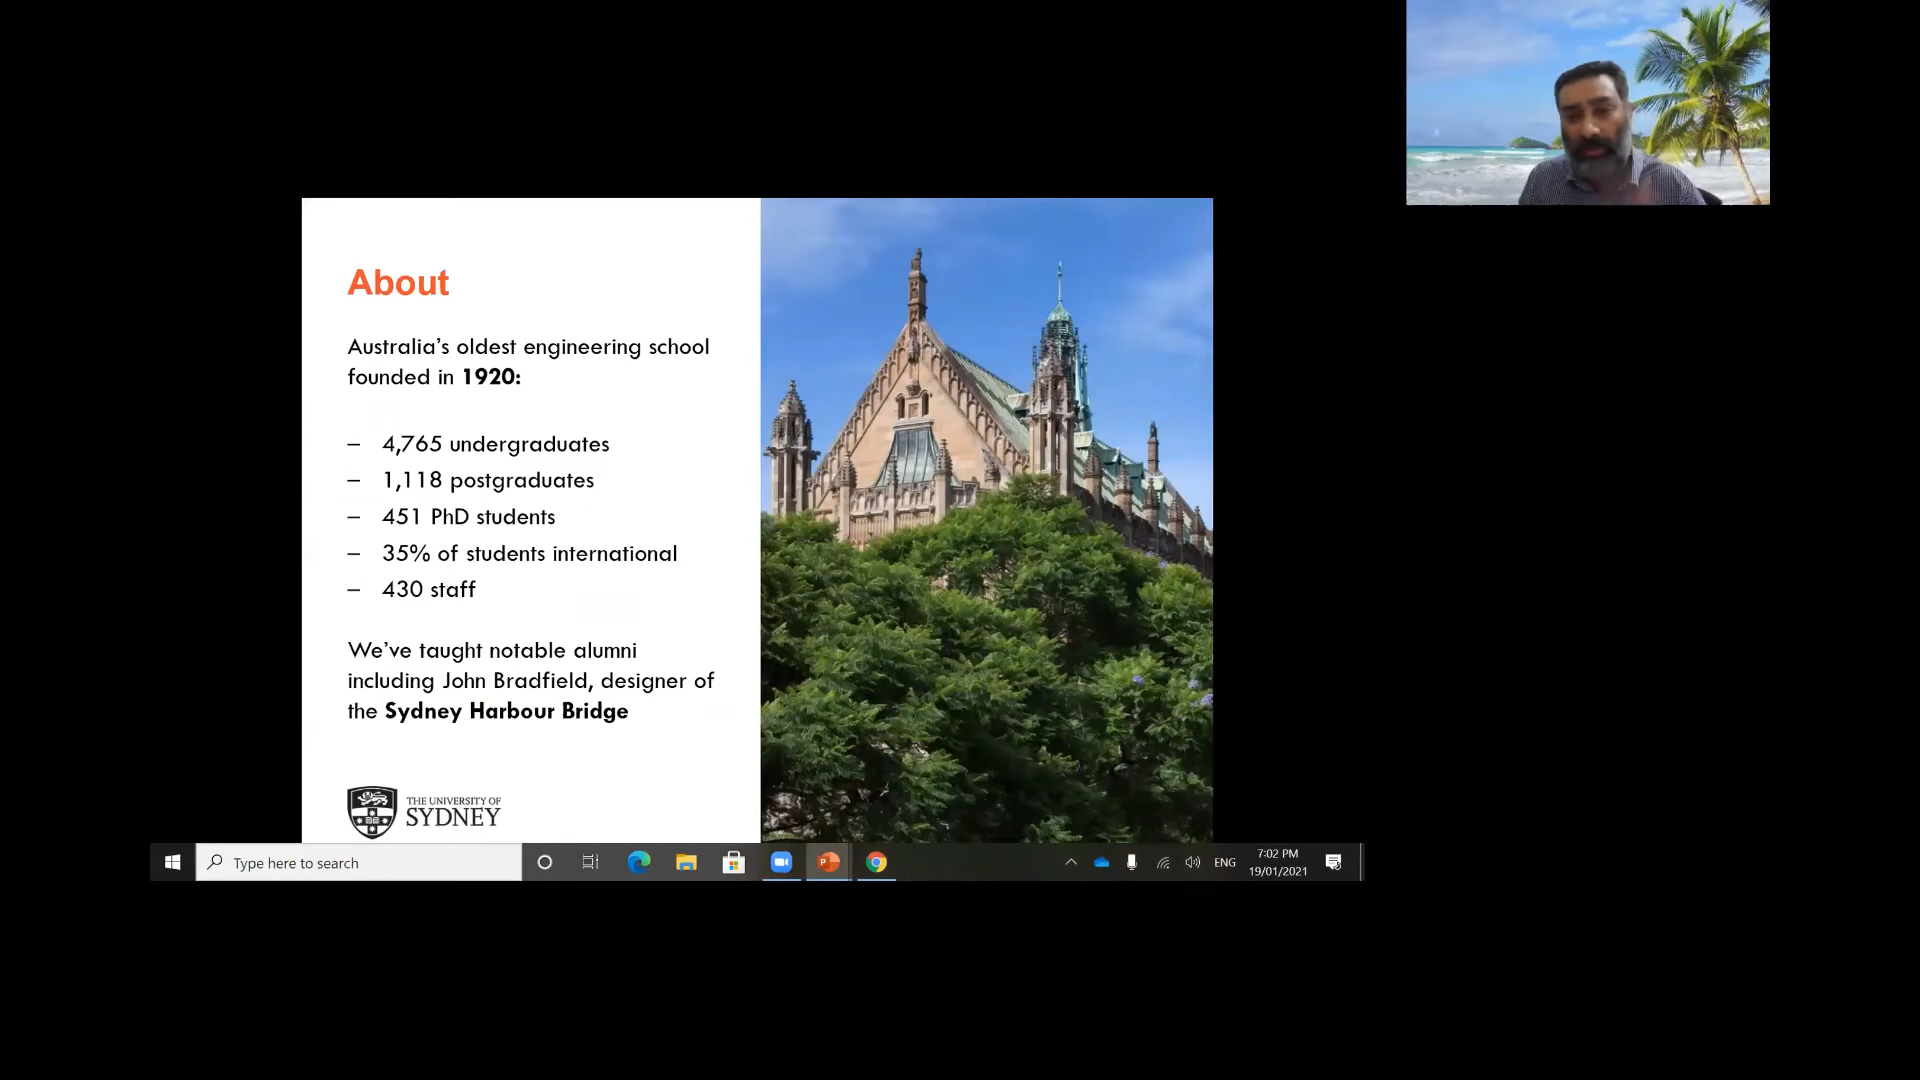 About
Australia’s oldest engineering school
founded in 1920:
– 4,765 undergraduates
– 1,118 postgraduates
– 451 PhD students
– 35% of students international
– 430 staff
We’ve taught notable alumni
including John Bradfield, designer of
the Sydney Harbour Bridge
THE UNIVERSITY OF
SYDNEY
Type here to search
ENG
7:02 PM
19/01/2021